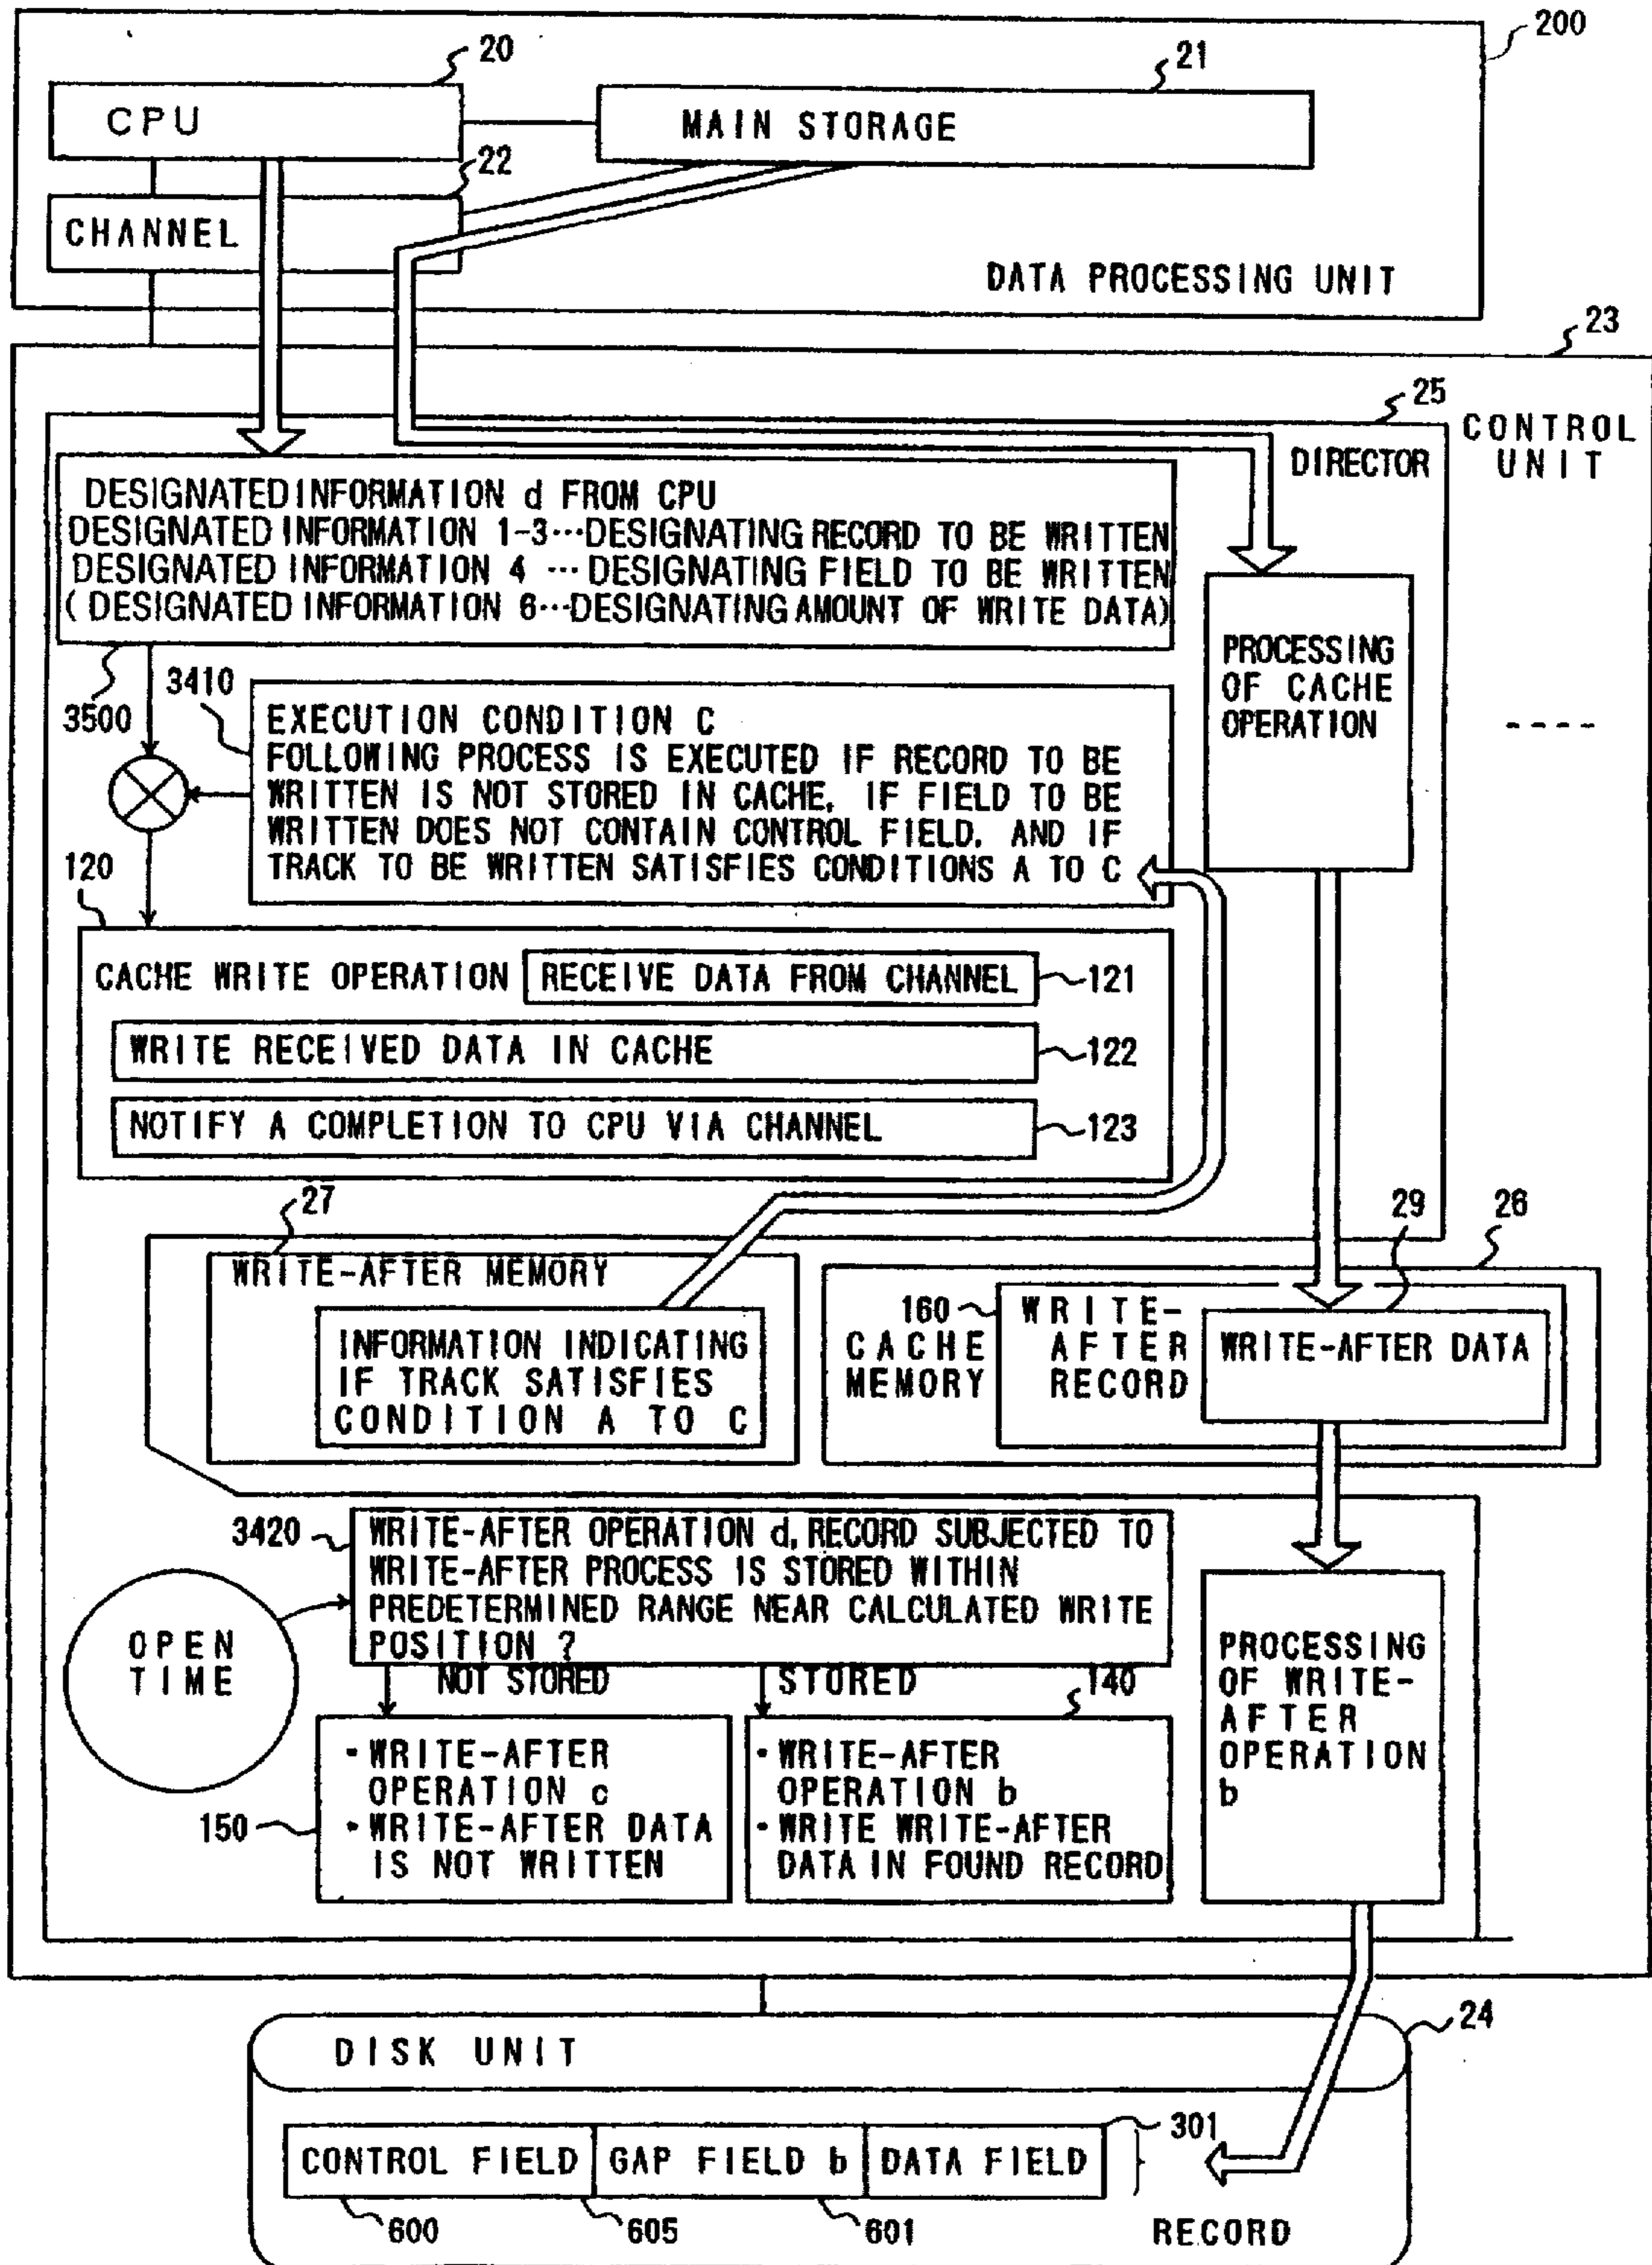 200
20
21
CPU
MAIN STORAGE
22
CHANNEL
DATA PROCESSING UNIT
23
25
CONTROL
UNIT
DIRECTOR
DESIGNATED INFORMATION d FROM CPU
DESIGNATED INFORMATION 1-3···DESIGNATING RECORD TO BE WRITTEN
DESIGNATED INFORMATION 4 ··· DESIGNATING FIELD TO BE WRITTEN
( DESIGNATED INFORMATION 6···DESIGNATING AMOUNT OF WRITE DATA)
PROCESSING
OF CACHE
OPERATION
3500
3410
EXECUTION CONDITION C
FOLLOWING PROCESS IS EXECUTED IF RECORD TO BE
WRITTEN IS NOT STORED IN CACHE, IF FIELD TO BE
WRITTEN DOES NOT CONTAIN CONTROL FIELD, AND IF
TRACK TO BE WRITTEN SATISFIES CONDITIONS A TO C
----
120
CACHE WRITE OPERATION
RECEIVE DATA FROM CHANNEL
121
WRITE RECEIVED DATA IN CACHE
122
NOTIFY A COMPLETION TO CPU VIA CHANNEL
123
27
29
26
WRITE-AFTER MEMORY
INFORMATION INDICATING
IF TRACK SATISFIES
CONDITION A TO C
160
CACHE
MEMORY
WRITE-
AFTER
RECORD
WRITE-AFTER DATA
3420
WRITE-AFTER OPERATION d, RECORD SUBJECTED TO
WRITE-AFTER PROCESS IS STORED WITHIN
PREDETERMINED RANGE NEAR CALCULATED WRITE
POSITION ?
OPEN
TIME
NOT STORED
STORED
140
PROCESSING
OF WRITE-
AFTER
OPERATION
b
150
· WRITE-AFTER
OPERATION c
· WRITE-AFTER DATA
IS NOT WRITTEN
· WRITE-AFTER
OPERATION b
· WRITE WRITE-AFTER
DATA IN FOUND RECORD
24
DISK UNIT
301
CONTROL FIELD
GAP FIELD b
DATA FIELD
600
605
601
RECORD